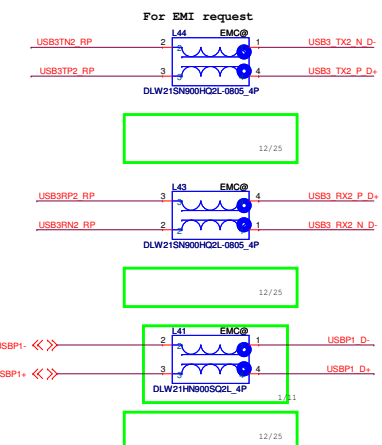 For EMI request
L44 EMC@
USB3TN2_RP 2 1 USB3_TX2_N_D-
USB3TP2_RP 3 4 USB3_TX2_P_D+
DLW21SN900HQ2L-0805_4P
12/25
L43 EMC@
USB3RP2_RP 3 4 USB3_RX2_P_D+
USB3RN2_RP 2 1 USB3_RX2_N_D-
DLW21SN900HQ2L-0805_4P
12/25
L41 EMC@
USBP1- 2 1 USBP1_D-
USBP1+ 3 4 USBP1_D+
DLW21HN900SQ2L_4P
1/11
12/25